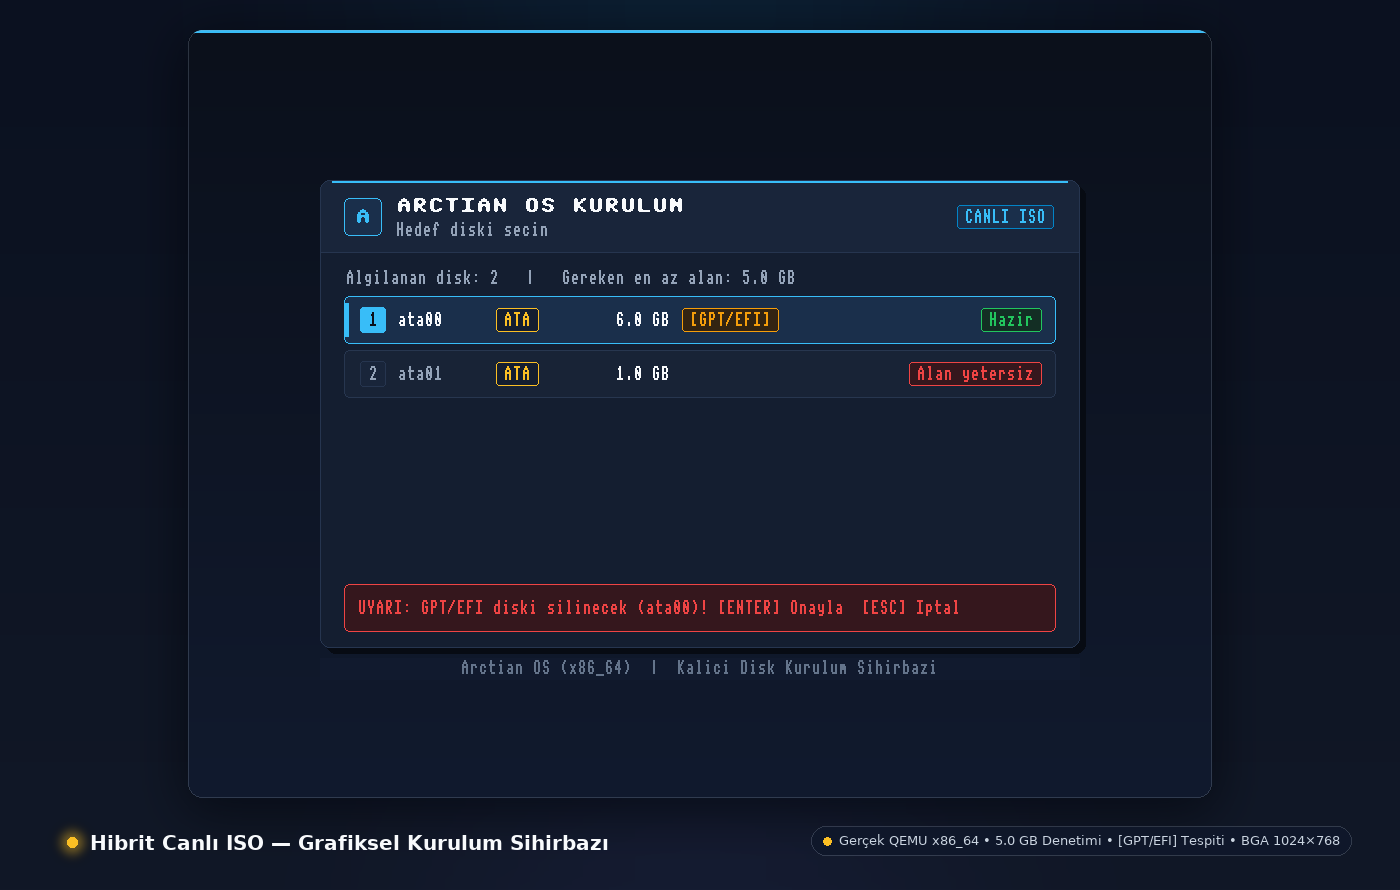 A
ARCTIAN OS KURULUM
Hedef diski secin
CANLI ISO
Algilanan disk: 2 | Gereken en az alan: 5.0 GB
1 ata00 ATA 6.0 GB [GPT/EFI] Hazir
2 ata01 ATA 1.0 GB Alan yetersiz
UYARI: GPT/EFI diski silinecek (ata00)! [ENTER] Onayla [ESC] Iptal
Arctian OS (x86_64) | Kalici Disk Kurulum Sihirbazi
Hibrit Canlı ISO — Grafiksel Kurulum Sihirbazı
Gerçek QEMU x86_64 • 5.0 GB Denetimi • [GPT/EFI] Tespiti • BGA 1024×768